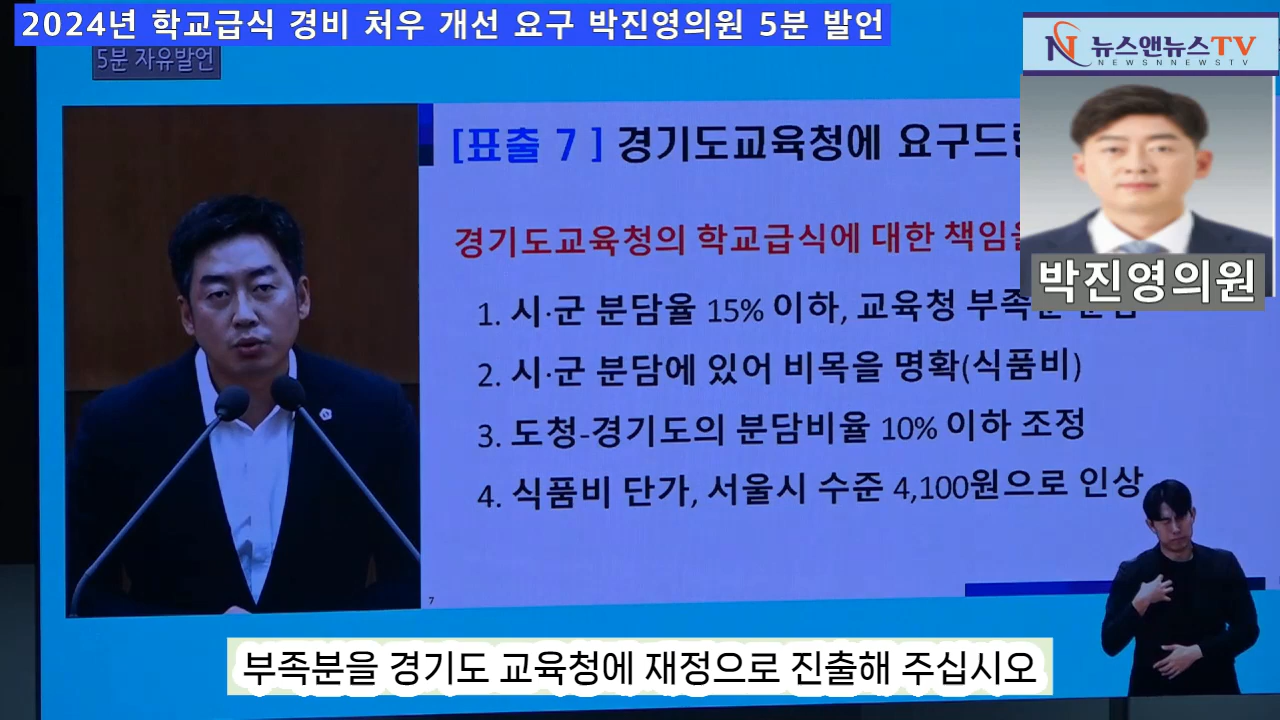 2024년 학교급식 경비 처우 개선 요구 박진영의원 5분 발언
뉴스앤뉴스TV
NEWSNNEWSTV
5분 자유발언
[표출 7 ] 경기도교육청에 요구드
경기도교육청의 학교급식에 대한 책임을
박진영의원
1. 시·군 분담율 15% 이하, 교육청 부족분
2. 시·군 분담에 있어 비목을 명확(식품비)
3. 도청-경기도의 분담비율 10% 이하 조정
4. 식품비 단가, 서울시 수준 4,100원으로 인상
7
부족분을 경기도 교육청에 재정으로 진출해 주십시오